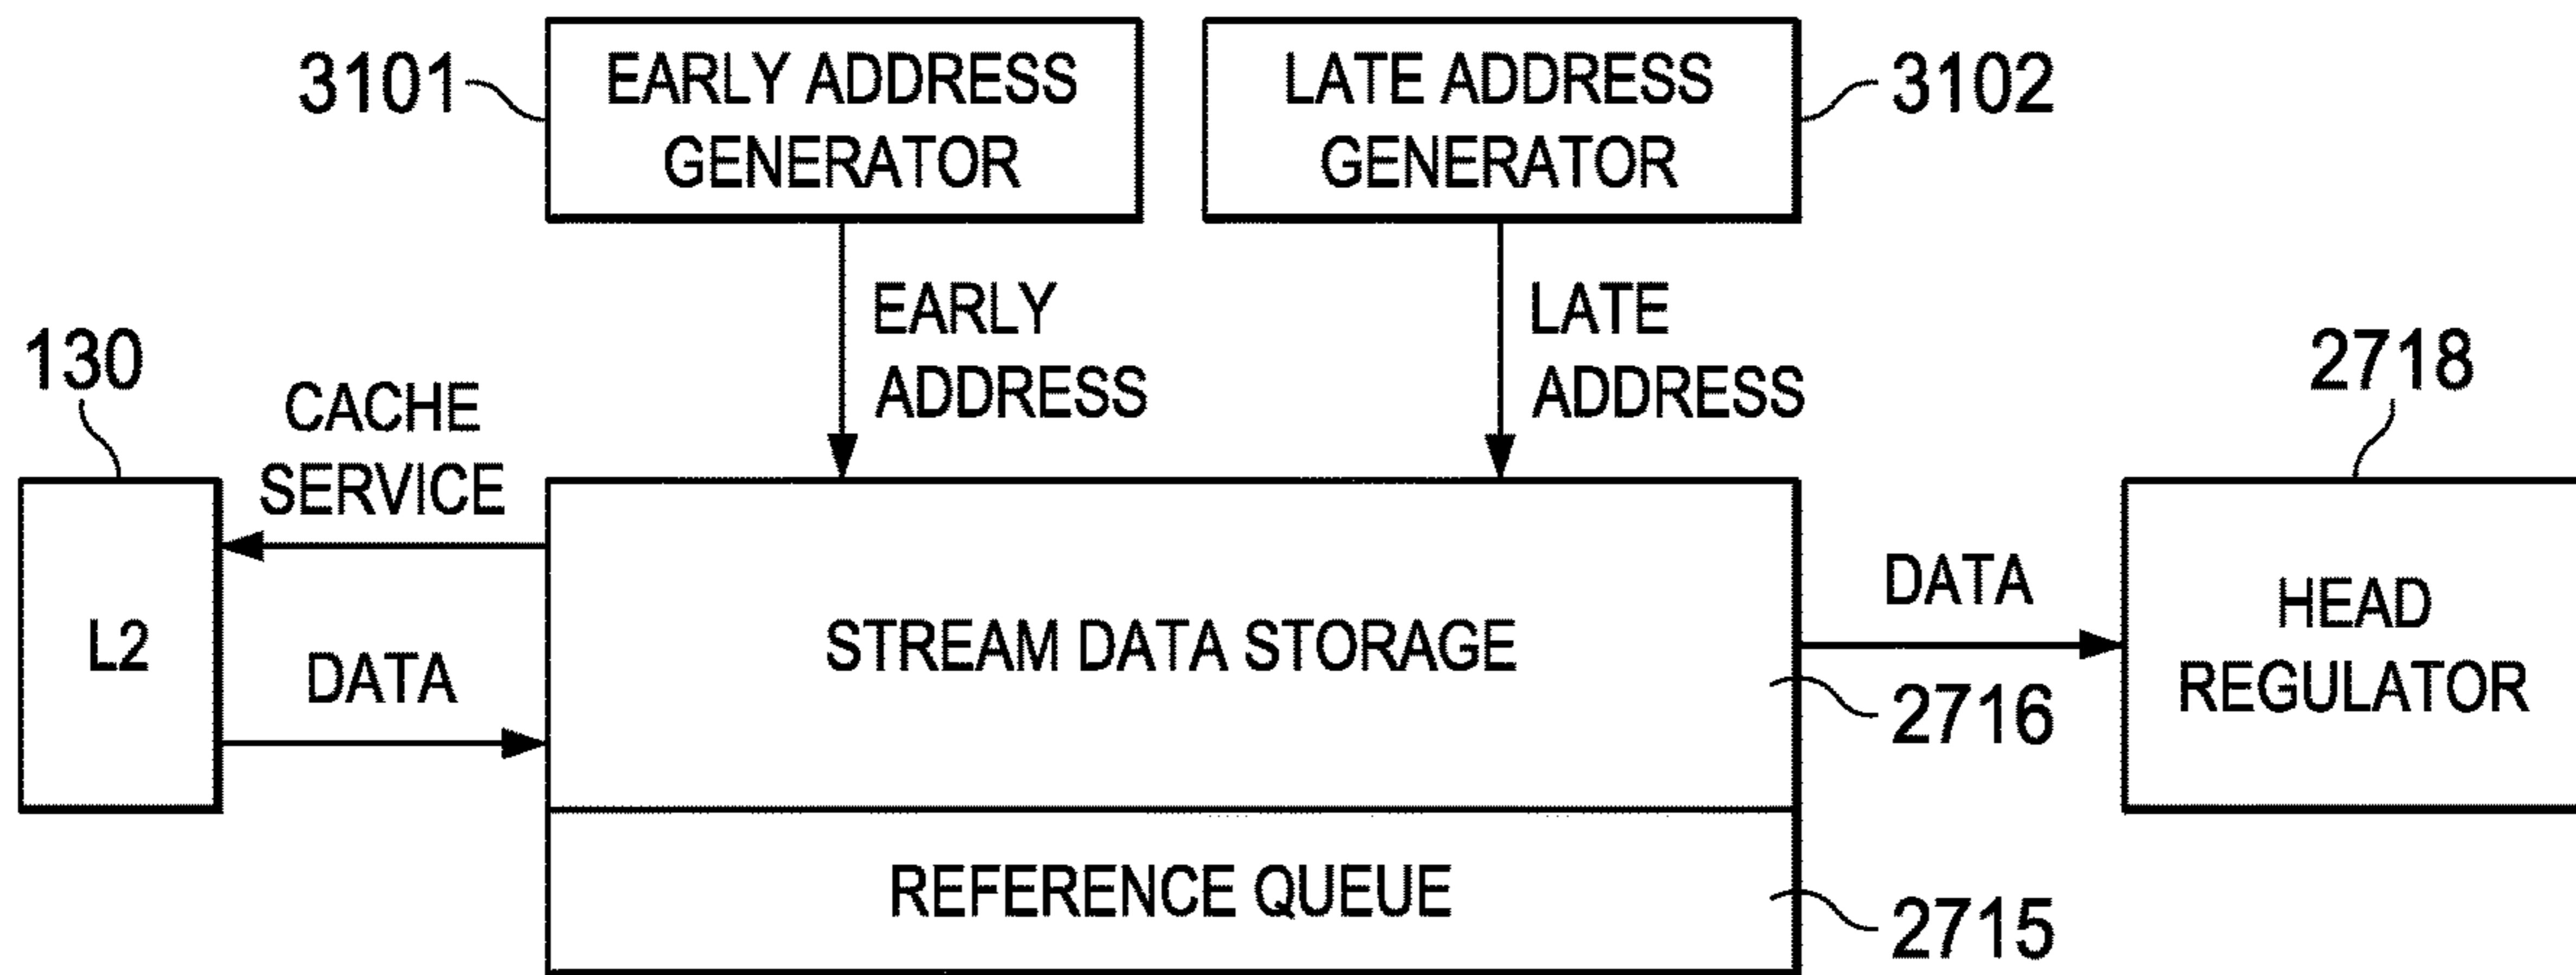 3101
EARLY ADDRESS
GENERATOR
LATE ADDRESS
GENERATOR
3102
EARLY
ADDRESS
LATE
ADDRESS
130
CACHE
SERVICE
2718
L2
DATA
STREAM DATA STORAGE
2716
DATA
HEAD
REGULATOR
REFERENCE QUEUE
2715